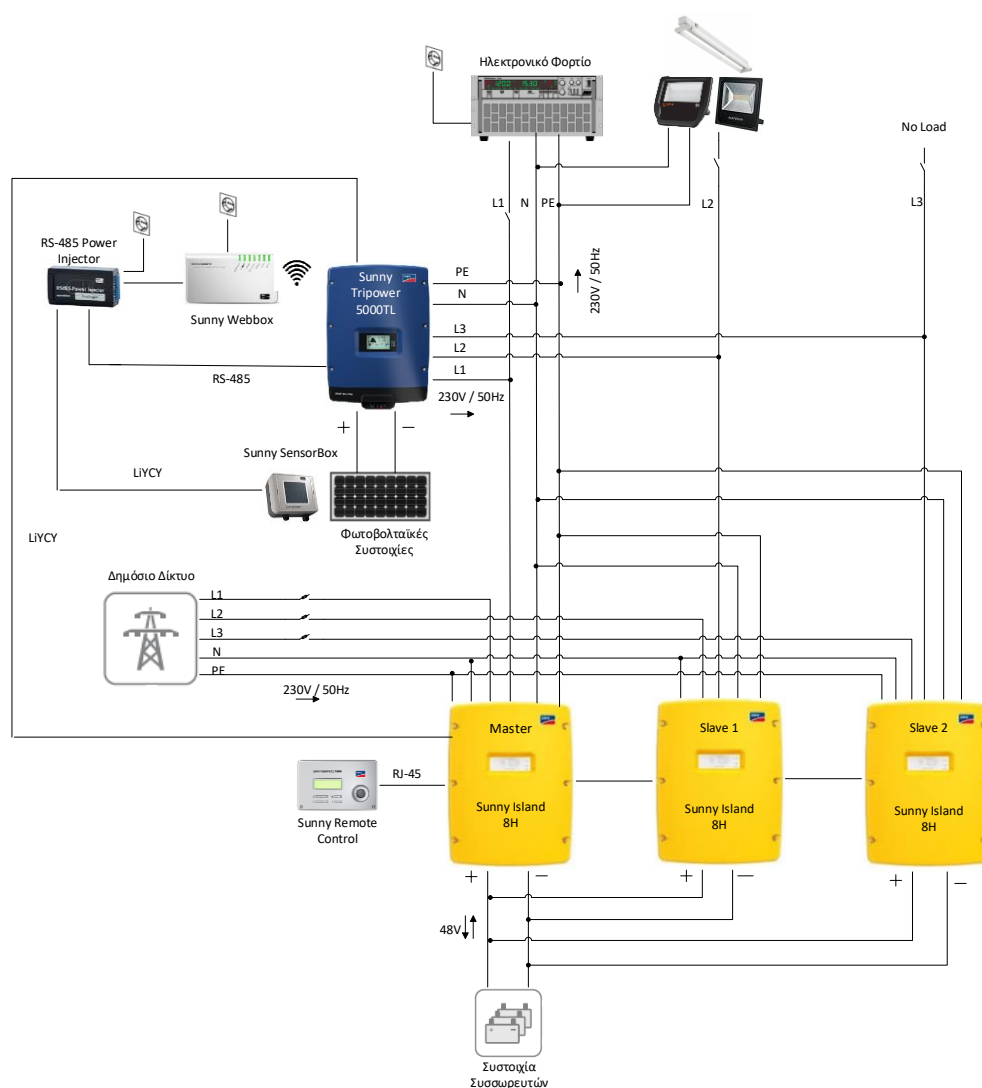 Ηλεκτρονικό Φορτίο
No Load
L1
N
PE
L2
L3
RS-485 Power
Injector
RS485 Power Injector
Sunny Webbox
Sunny
Tripower
5000TL
PE
N
L3
L2
L1
230V / 50Hz
230V / 50Hz
RS-485
+
−
Sunny SensorBox
LiYCY
Φωτοβολταϊκές
Συστοιχίες
LiYCY
Δημόσιο Δίκτυο
L1
L2
L3
N
PE
230V / 50Hz
Master
Slave 1
Slave 2
RJ-45
Sunny Island
8H
Sunny Island
8H
Sunny Island
8H
Sunny Remote
Control
+
−
+
−
+
−
48V
Συστοιχία
Συσσωρευτών